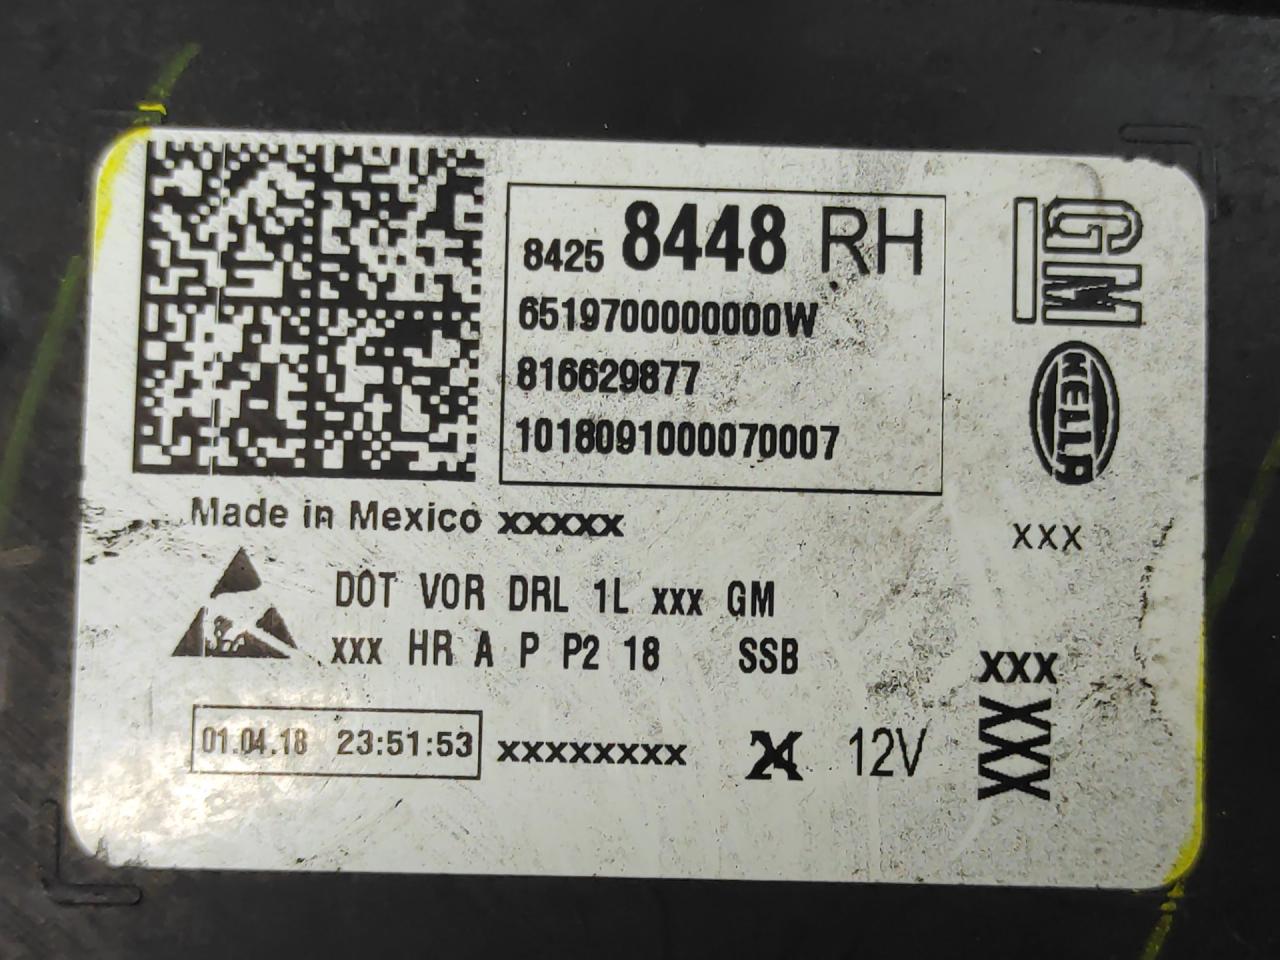 8425 8448 RH
6519700000000W
816629877
1018091000070007
GM
HELLA
Made in Mexico xxxxx
xxx
DOT VOR DRL 1L xxx GM
xxx HR A P P2 18 SSB
xxx
01.04.18 23:51:53 xxxxxxxx 24 12V
XXX